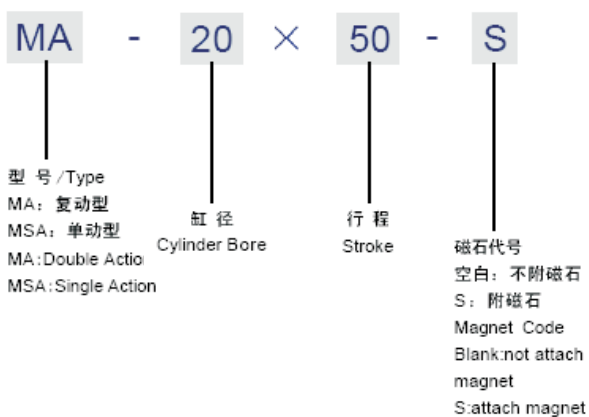 MA - 20 × 50 - S
型 号/Type
MA：复动型
MSA：单动型
MA:Double Actio
MSA:Single Action
缸 径
Cylinder Bore
行 程
Stroke
磁石代号
空白：不附磁石
S：附磁石
Magnet Code
Blank:not attach
magnet
S:attach magnet